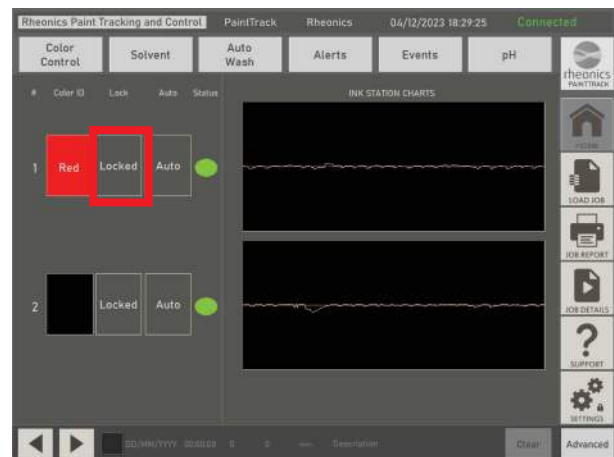 Rheonics Paint Tracking and Control PaintTrack Rheonics 04/12/2023 18:29:25 Connected
Color Control Solvent Auto Wash Alerts Events pH
rheonics
PAINTTRACK
# Color ID Lock Auto Status INK STATION CHARTS
HOME
1 Red Locked Auto
LOAD JOB
JOB REPORT
2 Locked Auto
JOB DETAILS
?
SUPPORT
SETTINGS
DD/MM/YYYY 00:00:00 0 0 Description Clear Advanced